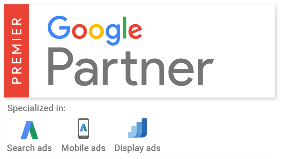 PREMIER
Google
Partner
Specialized in:
Search ads Mobile ads Display ads